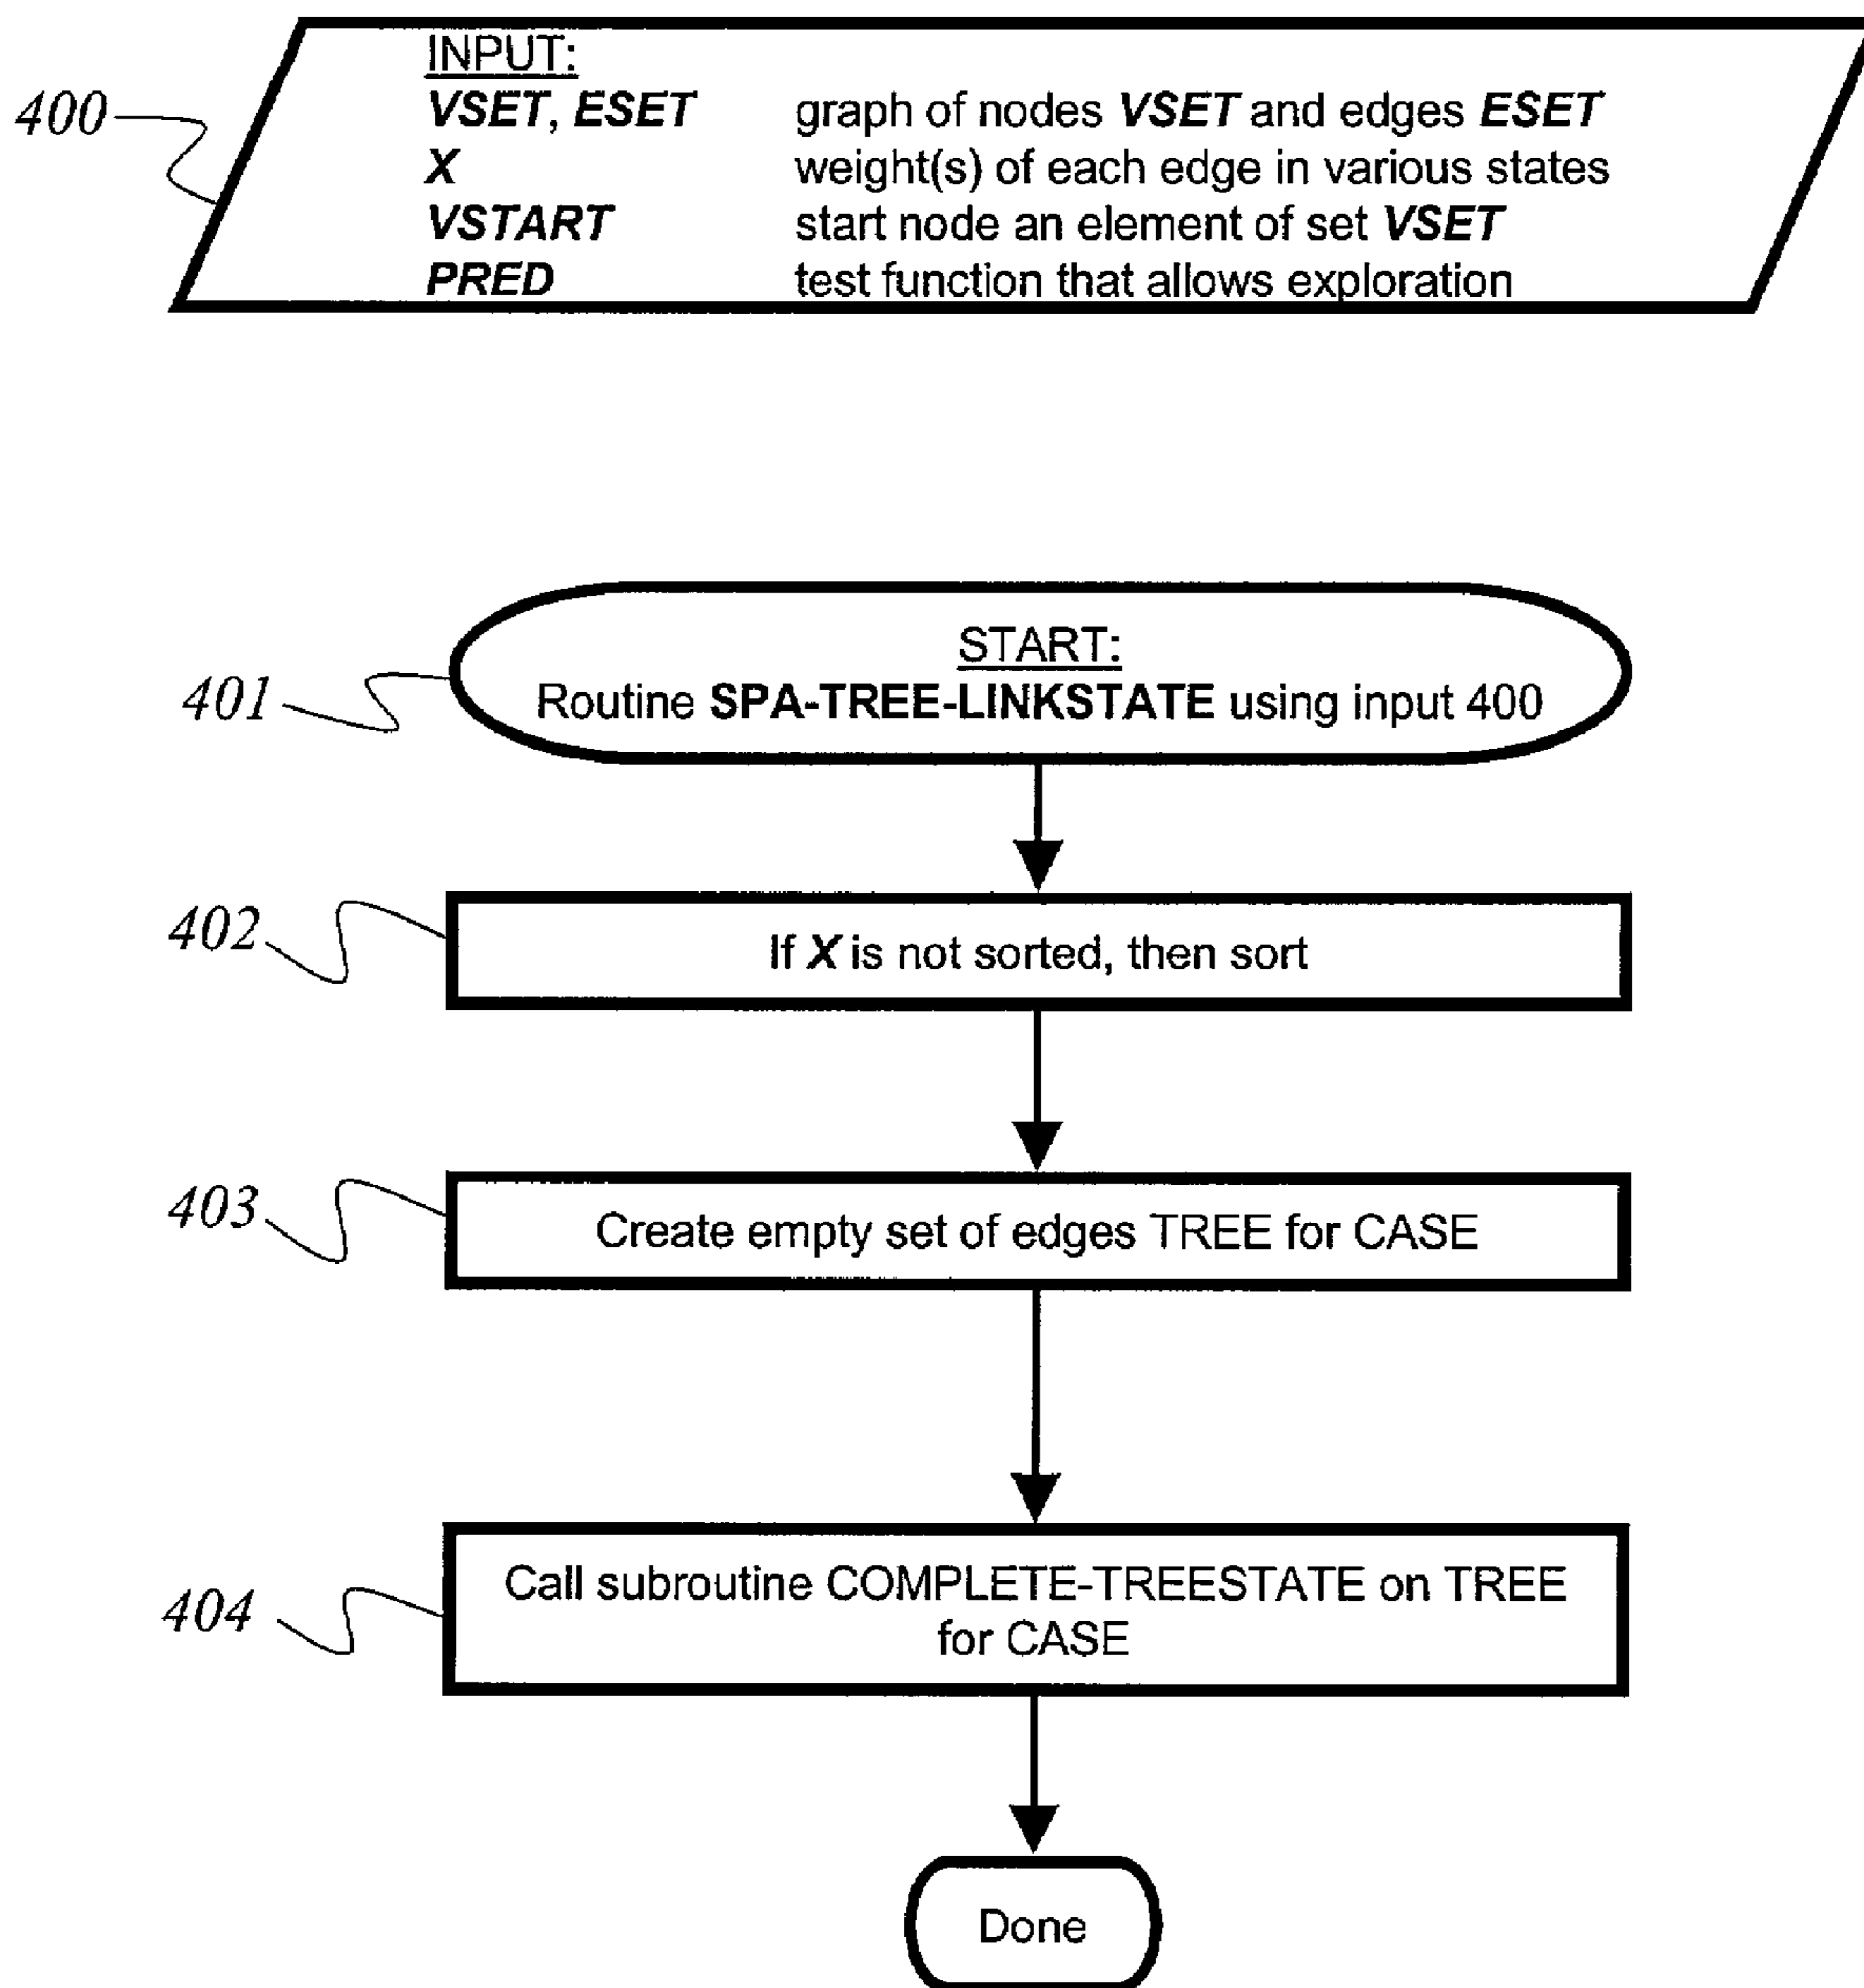 INPUT:
400
VSET, ESET graph of nodes VSET and edges ESET
X weight(s) of each edge in various states
VSTART start node an element of set VSET
PRED test function that allows exploration
START:
401
Routine SPA-TREE-LINKSTATE using input 400
402
If X is not sorted, then sort
403
Create empty set of edges TREE for CASE
404
Call subroutine COMPLETE-TREESTATE on TREE
for CASE
Done